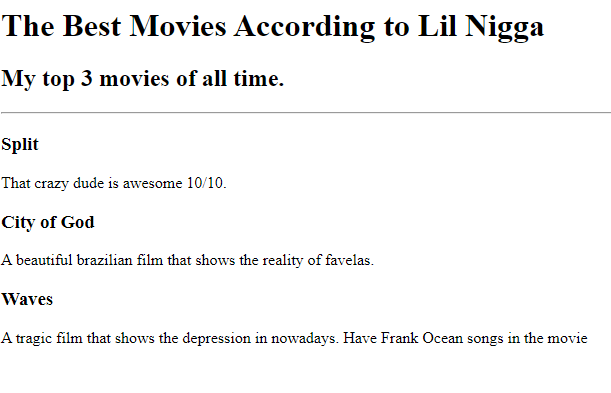 The Best Movies According to Lil Nigga
My top 3 movies of all time.
Split
That crazy dude is awesome 10/10.
City of God
A beautiful brazilian film that shows the reality of favelas.
Waves
A tragic film that shows the depression in nowadays. Have Frank Ocean songs in the movie